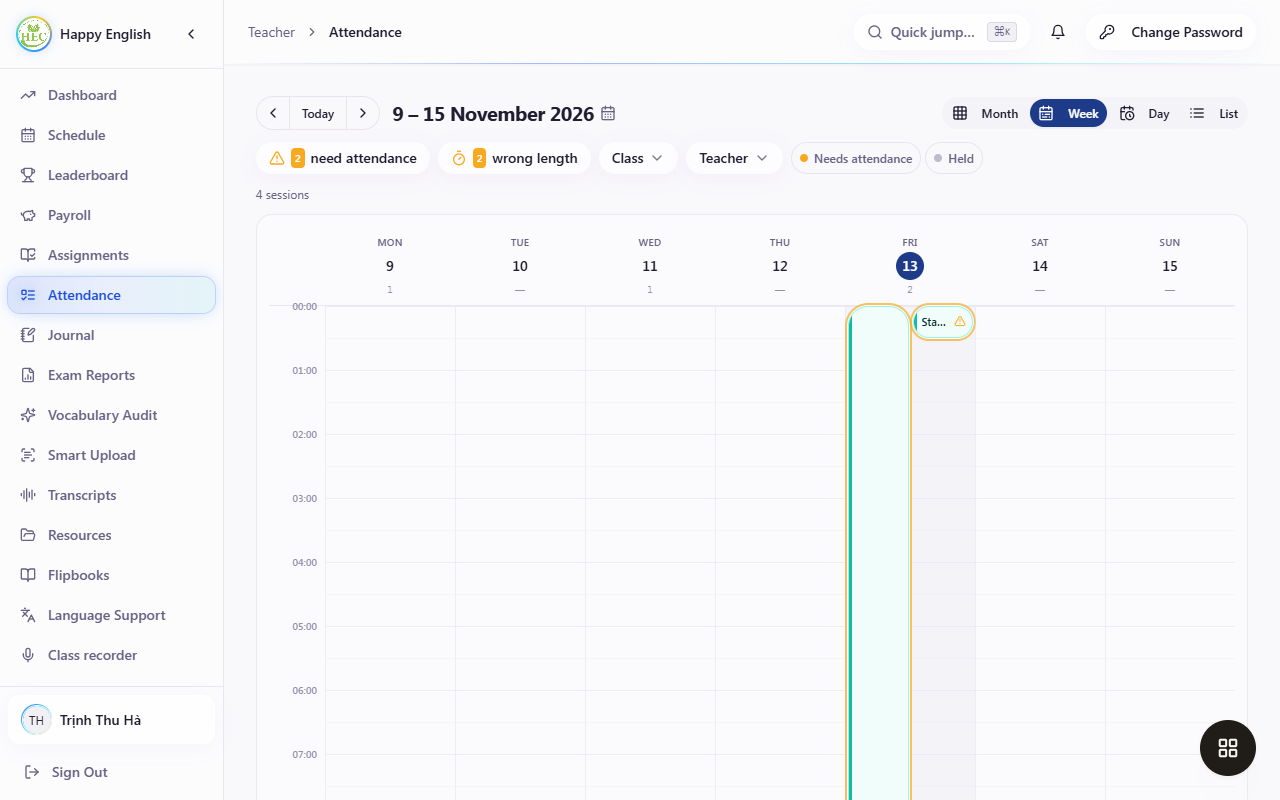 HEC
Happy English
Dashboard
Schedule
Leaderboard
Payroll
Assignments
Attendance
Journal
Exam Reports
Vocabulary Audit
Smart Upload
Transcripts
Resources
Flipbooks
Language Support
Class recorder
TH Trịnh Thu Hà
Sign Out
Teacher > Attendance
Quick jump... ⌘K
Change Password
Today
9 – 15 November 2026
Month Week Day List
2 need attendance
2 wrong length
Class
Teacher
Needs attendance
Held
4 sessions
MON TUE WED THU FRI SAT SUN
9 10 11 12 13 14 15
1 — 1 — 2 — —
00:00
Sta...
01:00
02:00
03:00
04:00
05:00
06:00
07:00